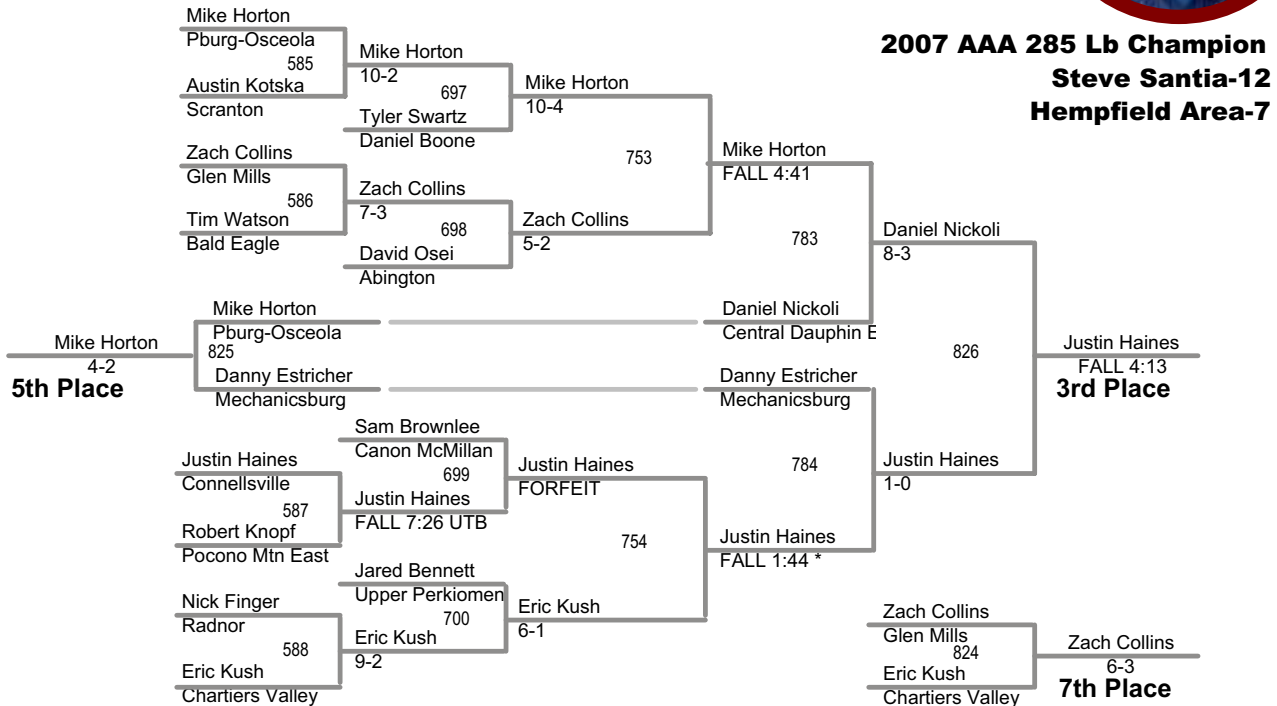 2007 AAA 285 Lb Champion
Steve Santia-12
Hempfield Area-7
Mike Horton
Pburg-Osceola
585
Austin Kotska
Scranton
Mike Horton
10-2
697
Tyler Swartz
Daniel Boone
Mike Horton
10-4
Zach Collins
Glen Mills
586
Tim Watson
Bald Eagle
Zach Collins
7-3
698
David Osei
Abington
Zach Collins
5-2
753
Mike Horton
FALL 4:41
783
Daniel Nickoli
Central Dauphin E
Daniel Nickoli
8-3
Mike Horton
Pburg-Osceola
825
Danny Estricher
Mechanicsburg
Mike Horton
4-2
5th Place
Danny Estricher
Mechanicsburg
826
Justin Haines
FALL 4:13
3rd Place
Sam Brownlee
Canon McMillan
699
Justin Haines
Connellsville
587
Robert Knopf
Pocono Mtn East
Justin Haines
FALL 7:26 UTB
Justin Haines
FORFEIT
784
Justin Haines
1-0
754
Justin Haines
FALL 1:44 *
Jared Bennett
Upper Perkiomen
700
Nick Finger
Radnor
588
Eric Kush
Chartiers Valley
Eric Kush
9-2
Eric Kush
6-1
Zach Collins
Glen Mills
824
Eric Kush
Chartiers Valley
Zach Collins
6-3
7th Place